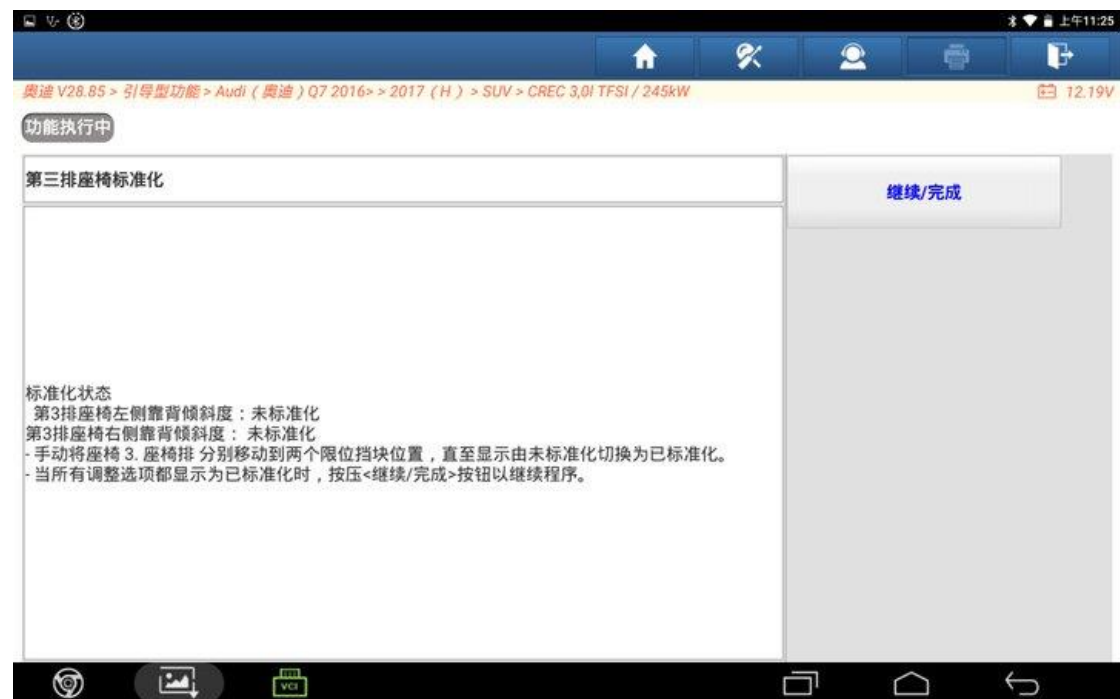 上午11:25
奥迪 V28.85 > 引导型功能 > Audi（奥迪）Q7 2016> > 2017（H）> SUV > CREC 3,0l TFSI / 245kW
12.19V
功能执行中
第三排座椅标准化
继续/完成
标准化状态
第3排座椅左侧靠背倾斜度：未标准化
第3排座椅右侧靠背倾斜度： 未标准化
- 手动将座椅 3. 座椅排 分别移动到两个限位挡块位置，直至显示由未标准化切换为已标准化。
- 当所有调整选项都显示为已标准化时，按压<继续/完成>按钮以继续程序。
VCI